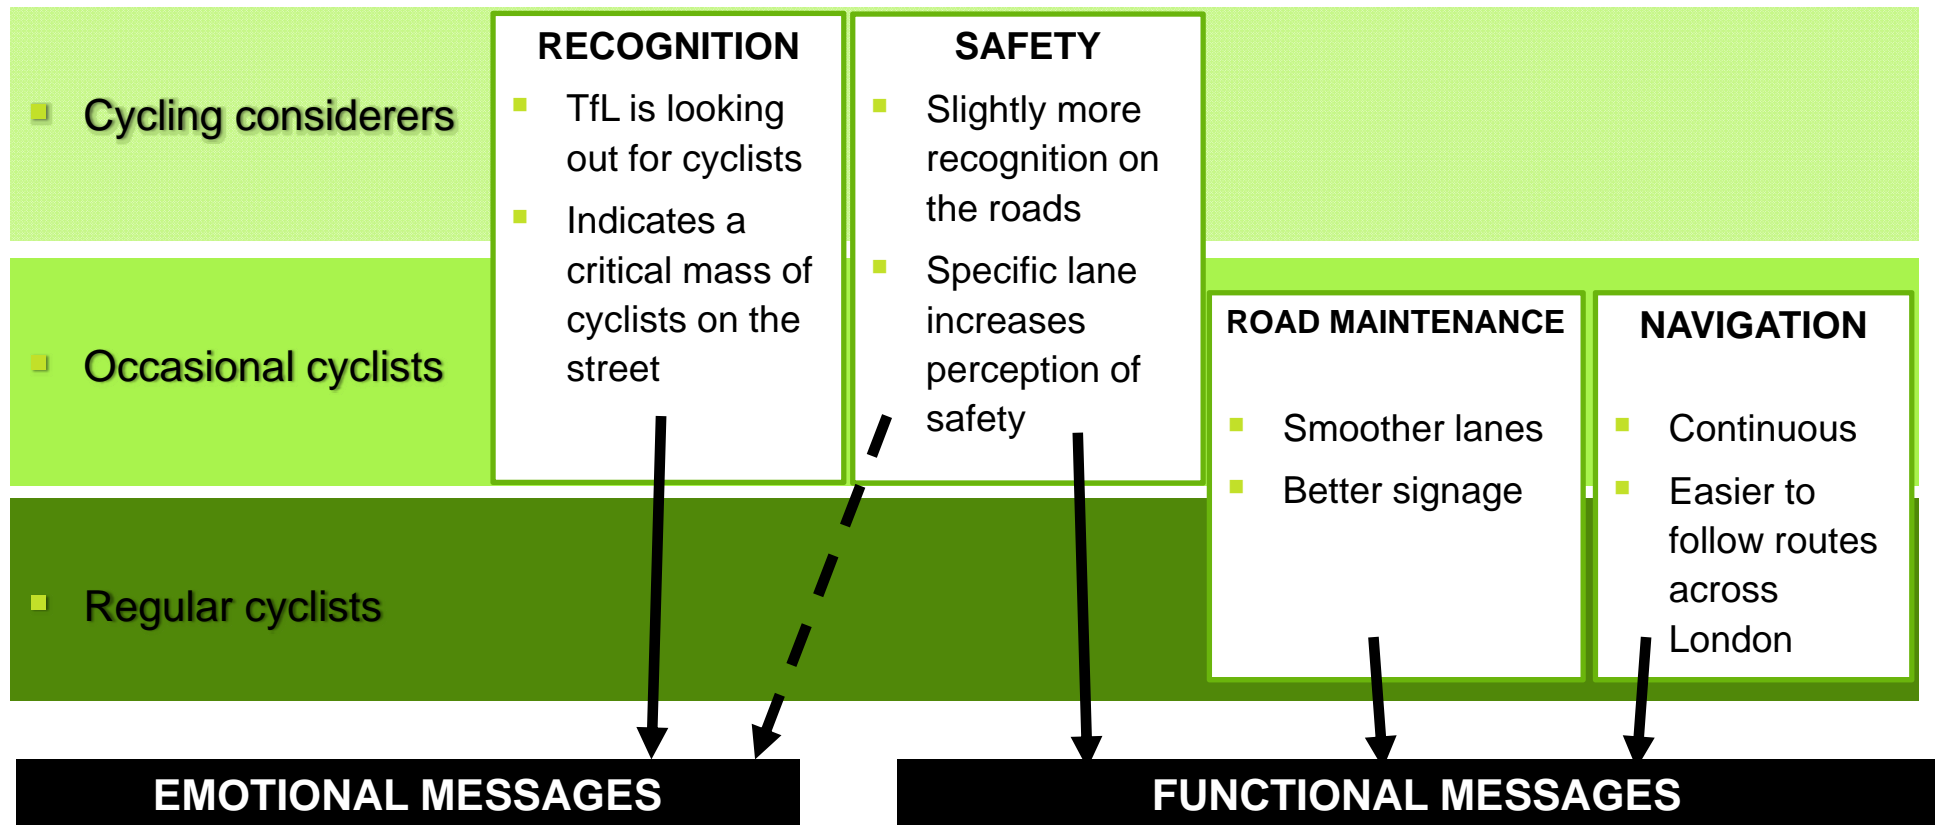 Cycling considerers
Occasional cyclists
Regular cyclists
RECOGNITION
TfL is looking
out for cyclists
Indicates a
critical mass of
cyclists on the
street
SAFETY
Slightly more
recognition on
the roads
Specific lane
increases
perception of
safety
ROAD MAINTENANCE
Smoother lanes
Better signage
NAVIGATION
Continuous
Easier to
follow routes
across
London
EMOTIONAL MESSAGES
FUNCTIONAL MESSAGES